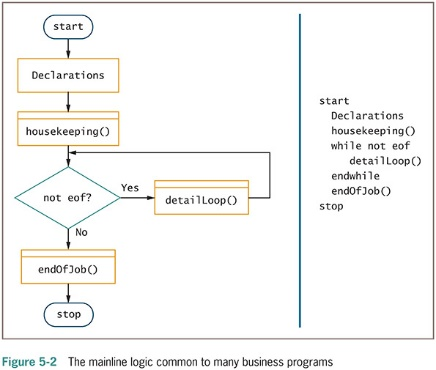 start
Declarations
housekeeping()
not eof?
Yes
detailLoop()
No
endOfJob()
stop
start
Declarations
housekeeping()
while not eof
detailLoop()
endwhile
endOfJob()
stop
Figure 5-2 The mainline logic common to many business programs